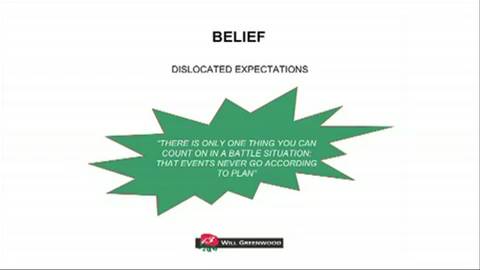 BELIEF
DISLOCATED EXPECTATIONS
"THERE IS ONLY ONE THING YOU CAN
COUNT ON IN A BATTLE SITUATION:
THAT EVENTS NEVER GO ACCORDING
TO PLAN"
WILL GREENWOOD